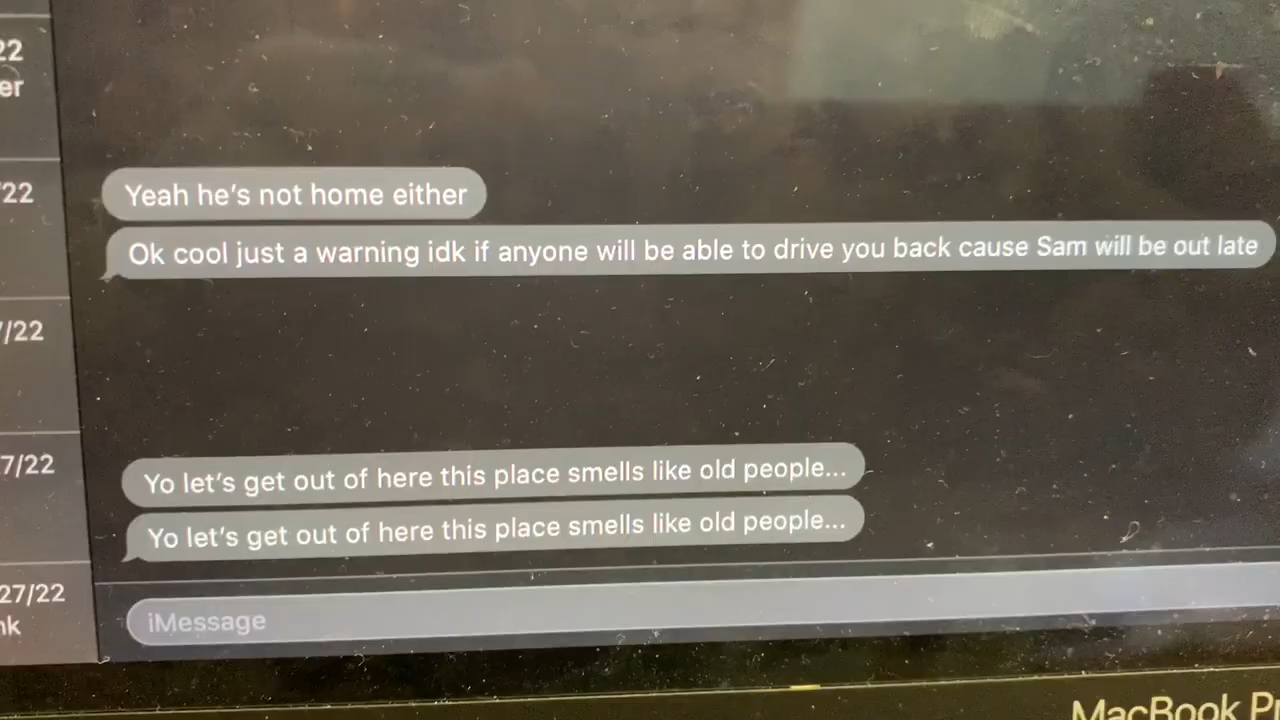 22
er
/22
Yeah he's not home either
Ok cool just a warning idk if anyone will be able to drive you back cause Sam will be out late
/22
7/22
Yo let's get out of here this place smells like old people...
Yo let's get out of here this place smells like old people...
27/22
nk
iMessage
MacBook P